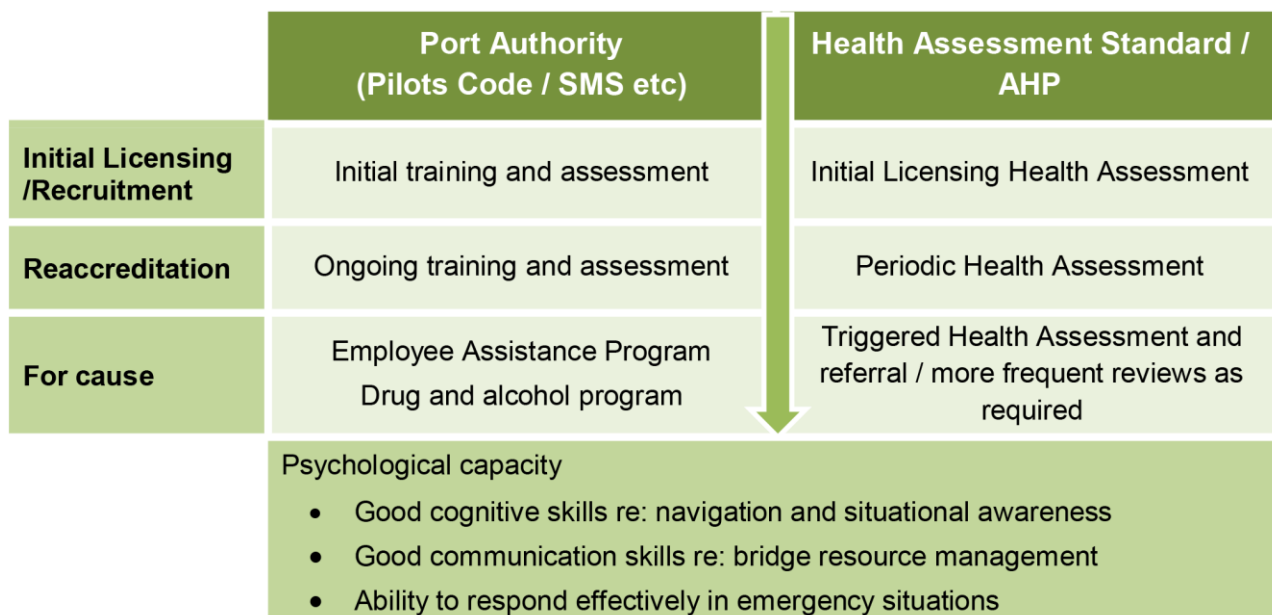 Port Authority
(Pilots Code / SMS etc)
Health Assessment Standard /
AHP
Initial Licensing
/Recruitment
Initial training and assessment
Initial Licensing Health Assessment
Reaccreditation
Ongoing training and assessment
Periodic Health Assessment
For cause
Employee Assistance Program
Drug and alcohol program
Triggered Health Assessment and
referral / more frequent reviews as
required
Psychological capacity
• Good cognitive skills re: navigation and situational awareness
• Good communication skills re: bridge resource management
• Ability to respond effectively in emergency situations